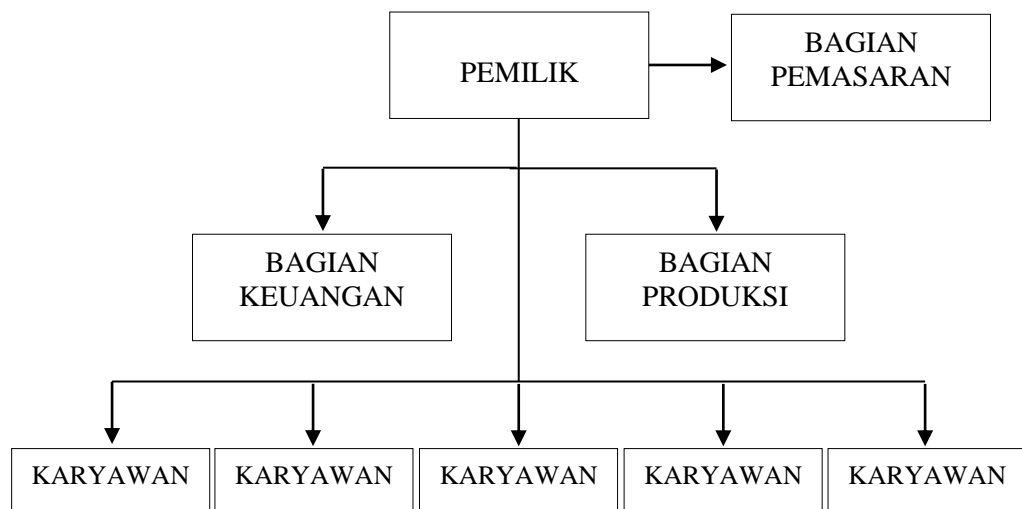 PEMILIK
BAGIAN
PEMASARAN
BAGIAN
KEUANGAN
BAGIAN
PRODUKSI
KARYAWAN
KARYAWAN
KARYAWAN
KARYAWAN
KARYAWAN